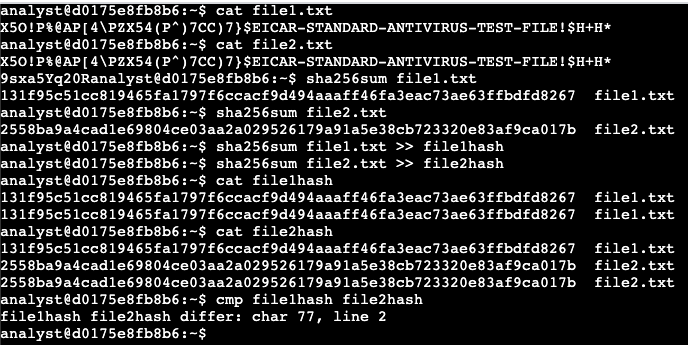 analyst@d0175e8fb8b6:~$ cat file1.txt
X5O!P%@AP[4\PZX54(P^)7CC)7}$EICAR-STANDARD-ANTIVIRUS-TEST-FILE!$H+H*
analyst@d0175e8fb8b6:~$ cat file2.txt
X5O!P%@AP[4\PZX54(P^)7CC)7}$EICAR-STANDARD-ANTIVIRUS-TEST-FILE!$H+H*
9sxa5Yq20Ranalyst@d0175e8fb8b6:~$ sha256sum file1.txt
131f95c51cc819465fa1797f6ccacf9d494aaaff46fa3eac73ae63ffbdfd8267  file1.txt
analyst@d0175e8fb8b6:~$ sha256sum file2.txt
2558ba9a4cad1e69804ce03aa2a029526179a91a5e38cb723320e83af9ca017b  file2.txt
analyst@d0175e8fb8b6:~$ sha256sum file1.txt >> file1hash
analyst@d0175e8fb8b6:~$ sha256sum file2.txt >> file2hash
analyst@d0175e8fb8b6:~$ cat file1hash
131f95c51cc819465fa1797f6ccacf9d494aaaff46fa3eac73ae63ffbdfd8267  file1.txt
131f95c51cc819465fa1797f6ccacf9d494aaaff46fa3eac73ae63ffbdfd8267  file1.txt
analyst@d0175e8fb8b6:~$ cat file2hash
131f95c51cc819465fa1797f6ccacf9d494aaaff46fa3eac73ae63ffbdfd8267  file1.txt
2558ba9a4cad1e69804ce03aa2a029526179a91a5e38cb723320e83af9ca017b  file2.txt
2558ba9a4cad1e69804ce03aa2a029526179a91a5e38cb723320e83af9ca017b  file2.txt
analyst@d0175e8fb8b6:~$ cmp file1hash file2hash
file1hash file2hash differ: char 77, line 2
analyst@d0175e8fb8b6:~$